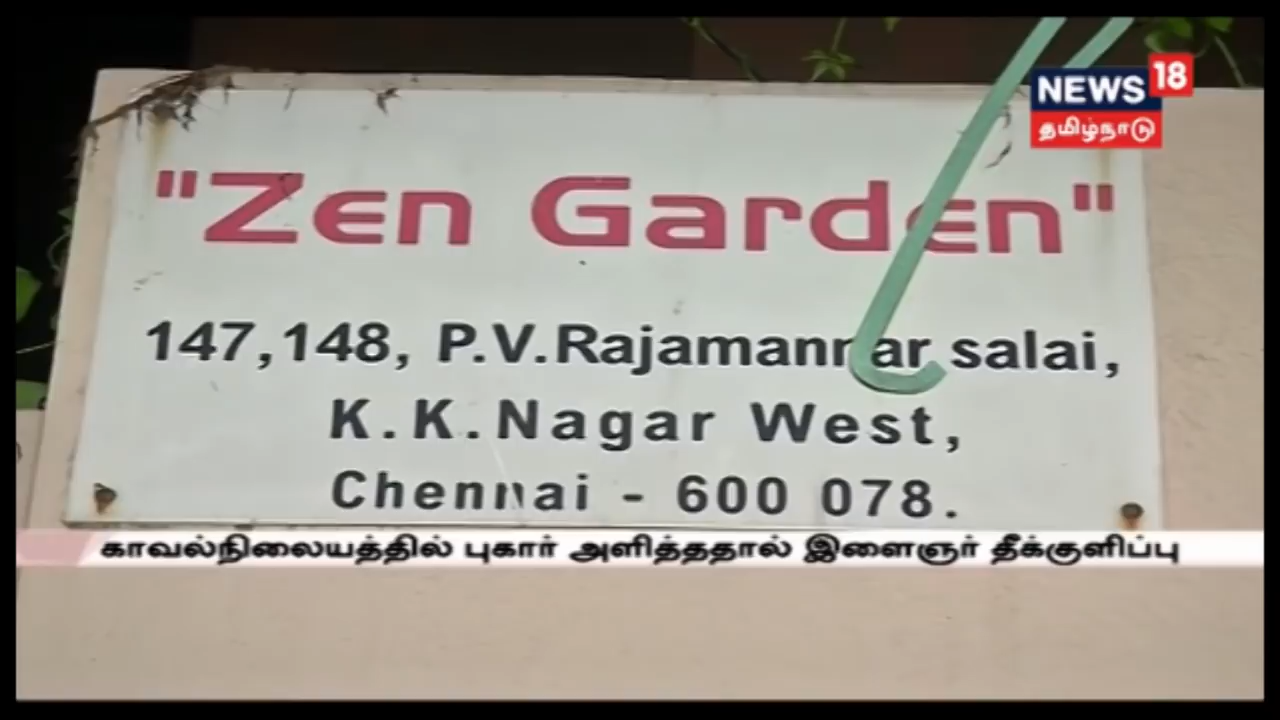 NEWS 18
தமிழ்நாடு
"Zen Garden"
147,148, P.V.Rajamannar salai,
K.K.Nagar West,
Chennai - 600 078.
காவல்நிலையத்தில் புகார் அளித்ததால் இளைஞர் தீக்குளிப்பு